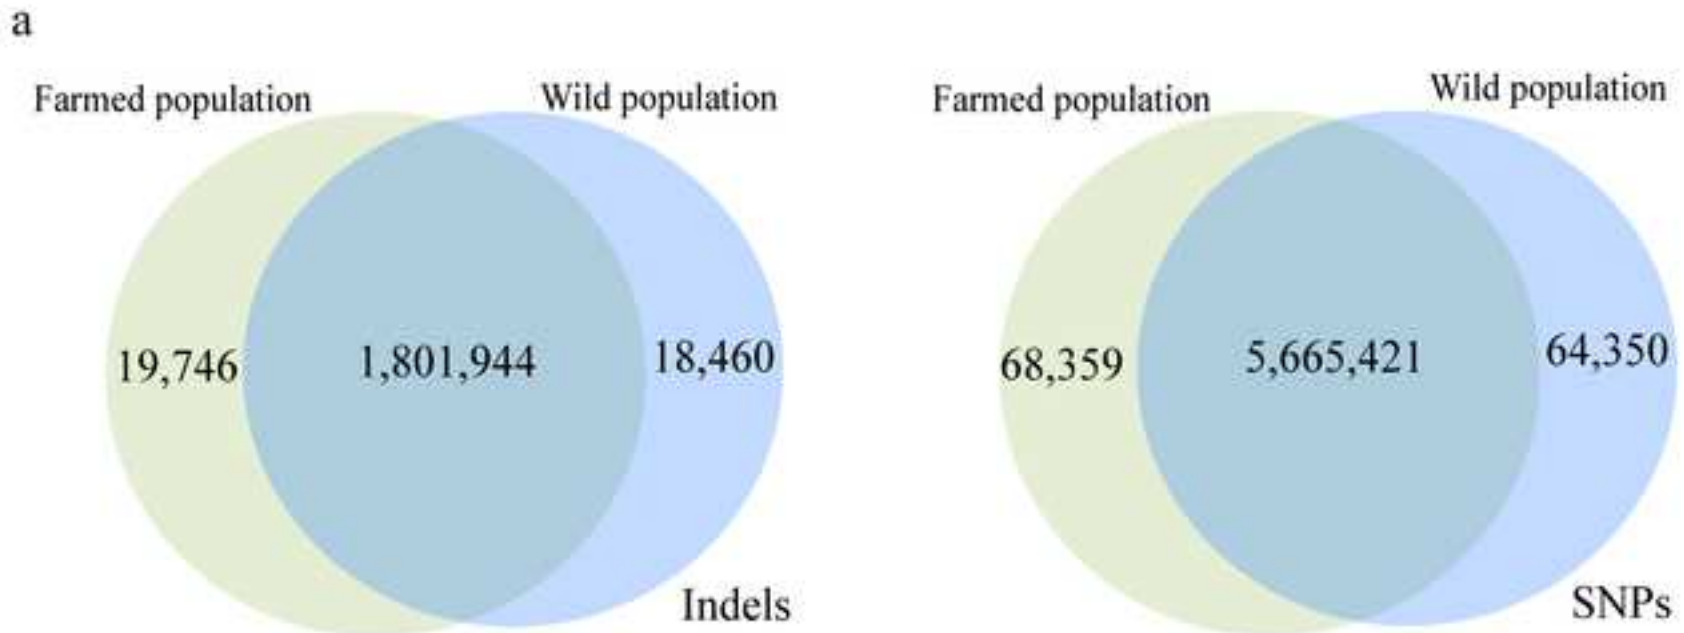 a
Farmed population
Wild population
19,746
1,801,944
18,460
Indels
Farmed population
Wild population
68,359
5,665,421
64,350
SNPs